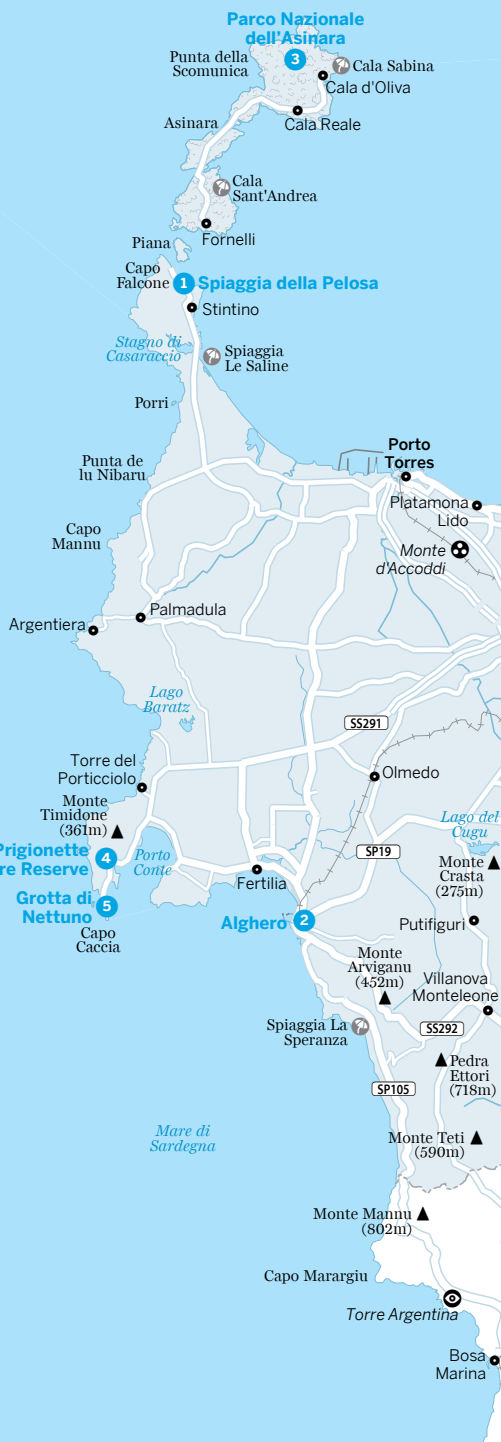 Parco Nazionale
dell'Asinara
3
Punta della
Scomunica
Cala Sabina
Cala d'Oliva
Asinara
Cala Reale
Cala
Sant'Andrea
Fornelli
Piana
Capo
Falcone
1
Spiaggia della Pelosa
Stintino
Stagno di
Casaraccio
Spiaggia
Le Saline
Porri
Porto
Torres
Punta de
lu Nibaru
Platamona
Lido
Capo
Mannu
Monte
d'Accoddi
Palmadula
Argentiera
Lago
Baratz
SS291
Torre del
Porticciolo
Olmedo
Monte
Timidone
(361m)
Lago del
Cugu
Prigionette
re Reserve
4
Porto
Conte
SP19
Monte
Crasta
(275m)
Fertilia
Grotta di
Nettuno
5
Capo
Caccia
Alghero
2
Putifiguri
Monte
Arviganu
(452m)
Villanova
Monteleone
Spiaggia La
Speranza
SS292
Pedra
Ettori
(718m)
SP105
Mare di
Sardegna
Monte Teti
(590m)
Monte Mannu
(802m)
Capo Marargiu
Torre Argentina
Bosa
Marina